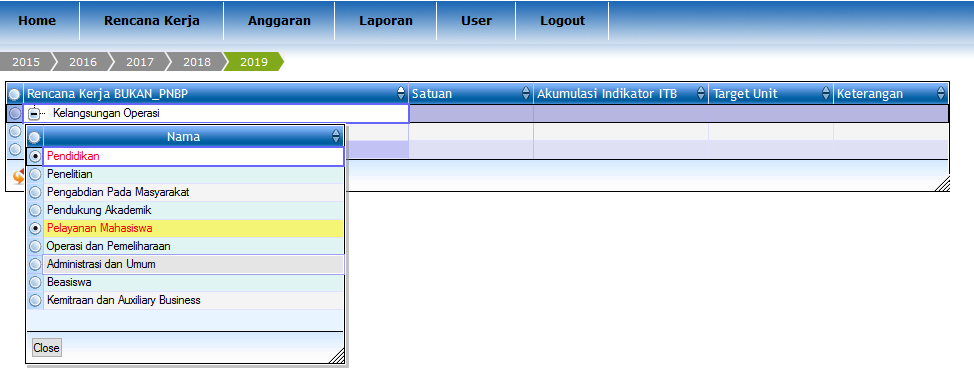 Home Rencana Kerja Anggaran Laporan User Logout
2015 2016 2017 2018 2019
Rencana Kerja BUKAN_PNBP Satuan Akumulasi Indikator ITB Target Unit Keterangan
Kelangsungan Operasi
Nama
Pendidikan
Penelitian
Pengabdian Pada Masyarakat
Pendukung Akademik
Pelayanan Mahasiswa
Operasi dan Pemeliharaan
Administrasi dan Umum
Beasiswa
Kemitraan dan Auxiliary Business
Close